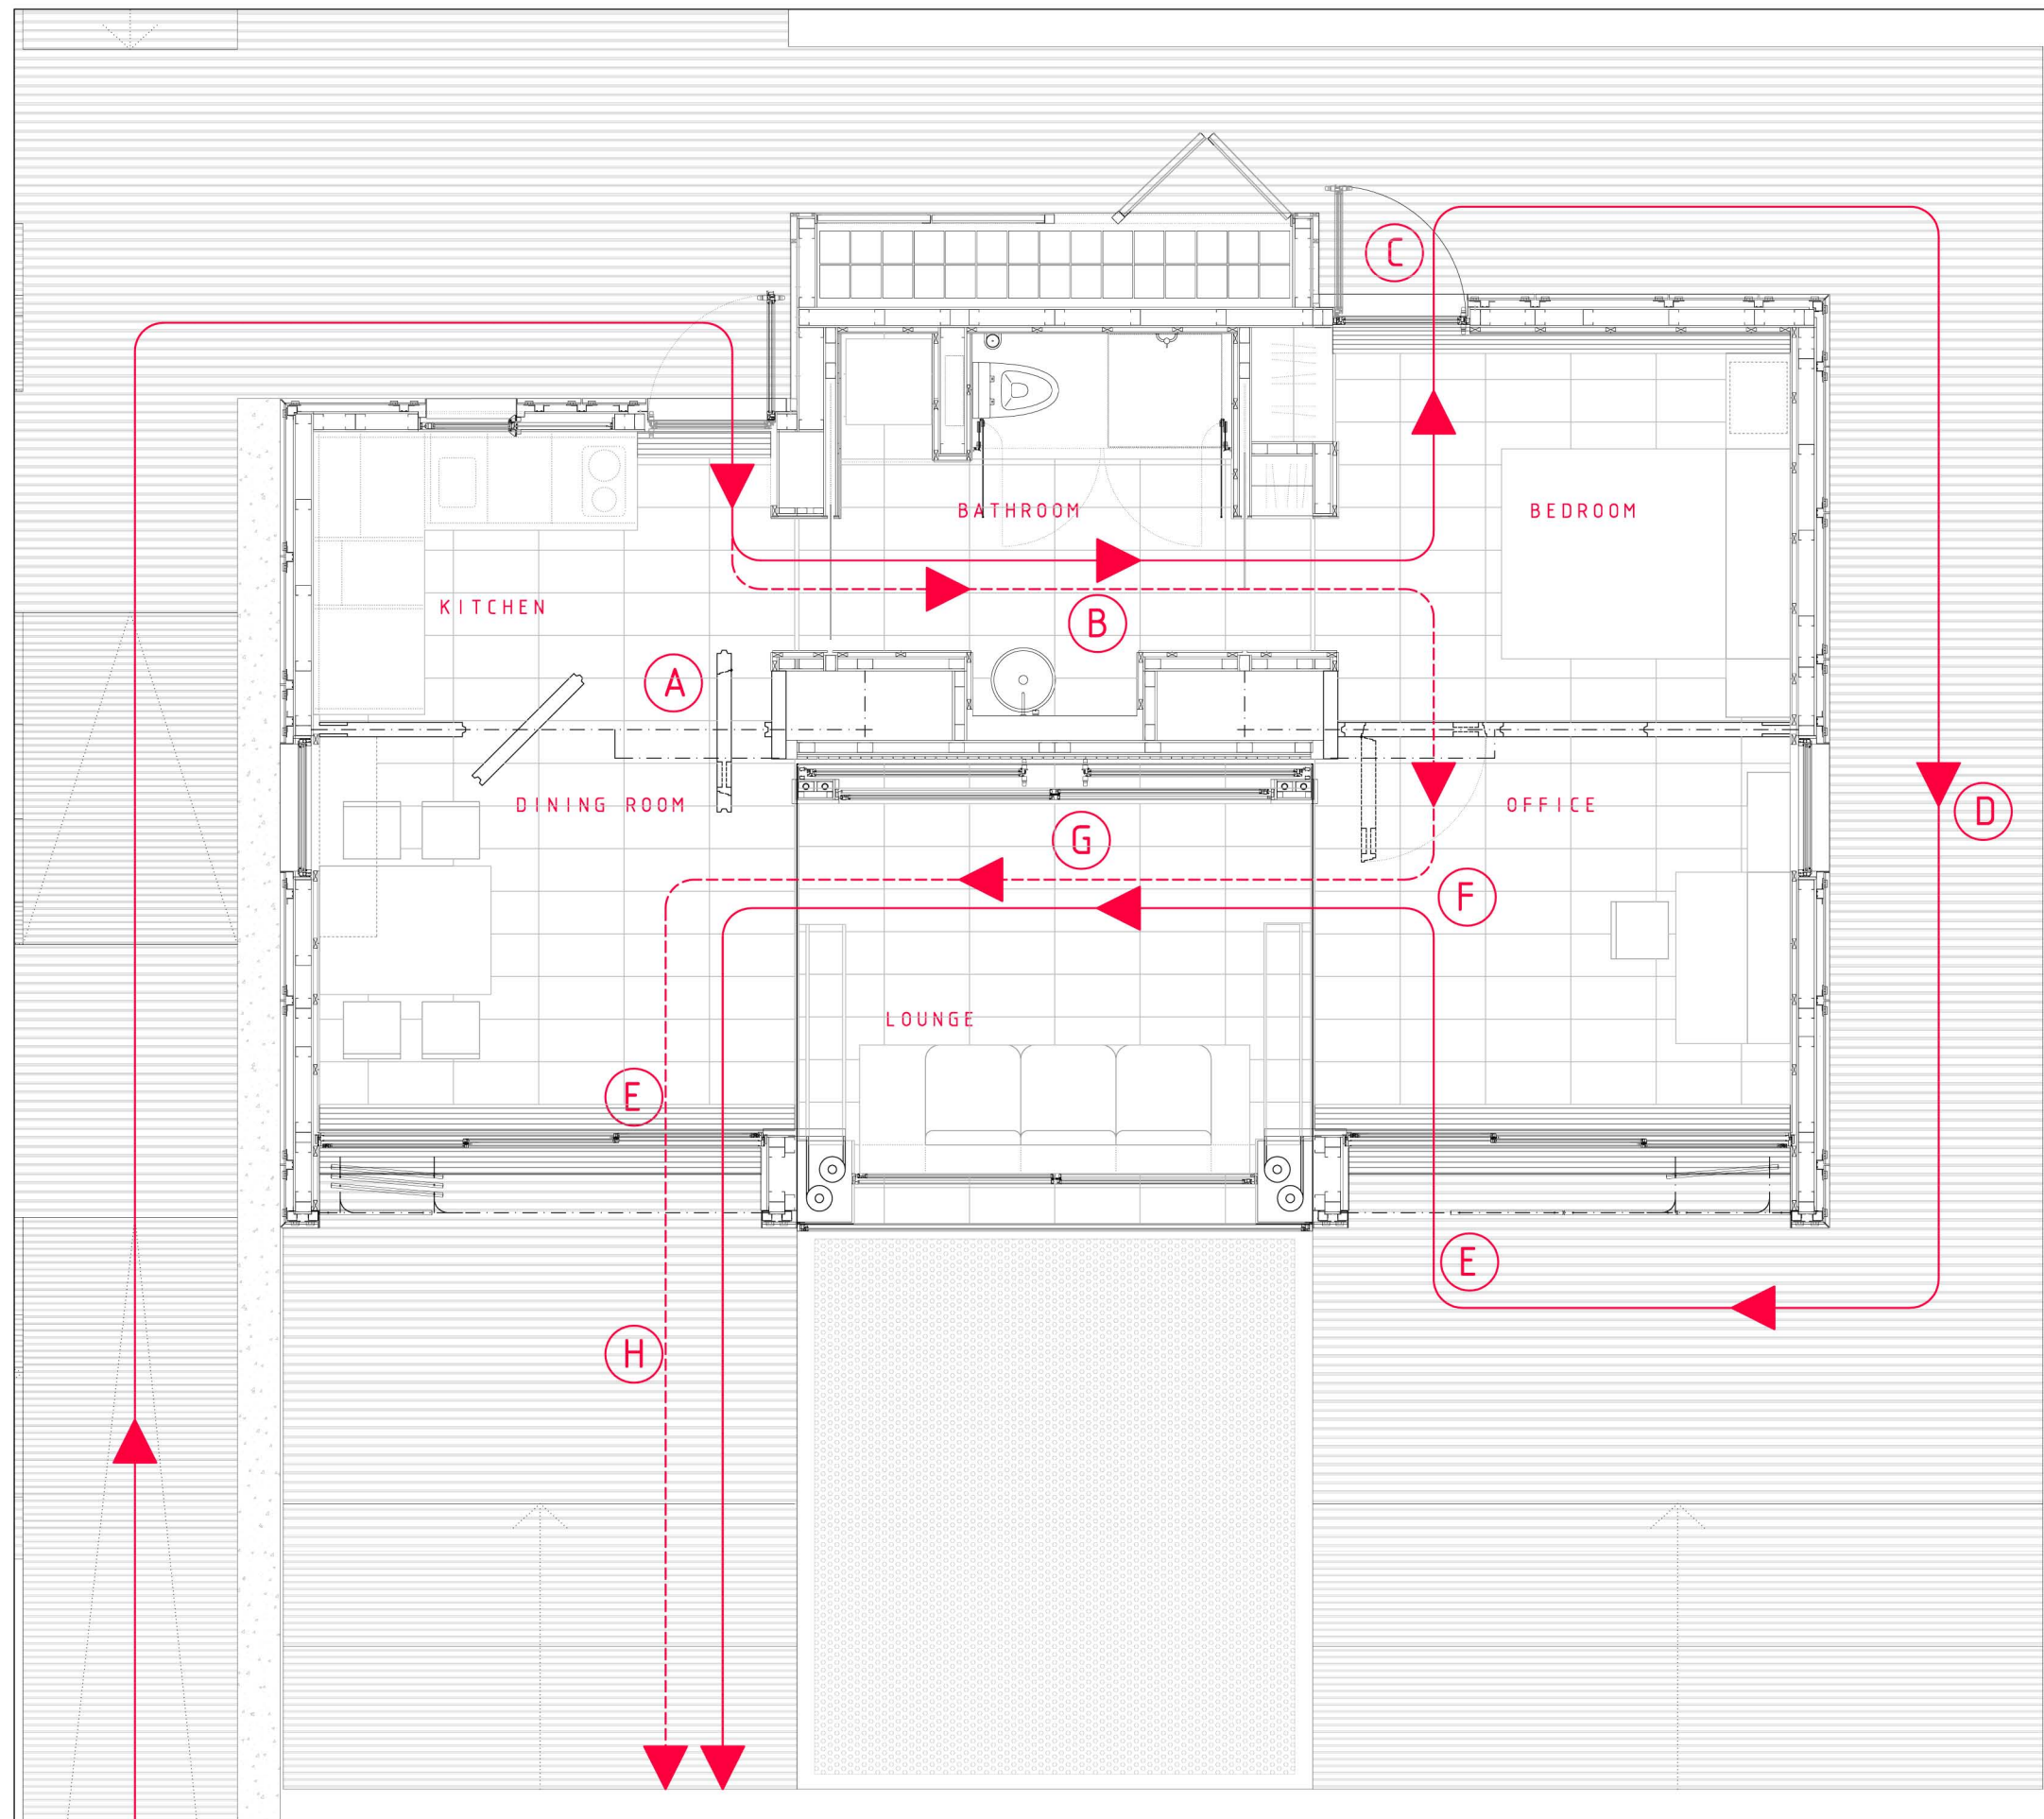 C
BATHROOM
BEDROOM
KITCHEN
B
A
DINING ROOM
OFFICE
D
G
F
LOUNGE
E
E
H